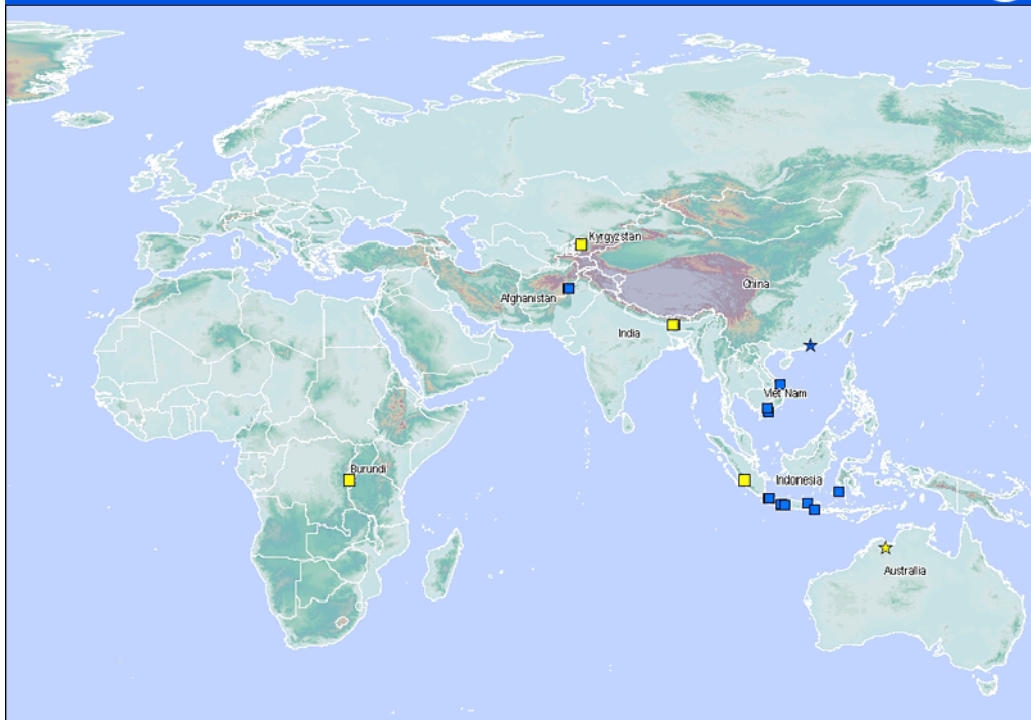 Kyrgyzstan
China
Afghanistan
India
Viet Nam
Burundi
Indonesia
Australia